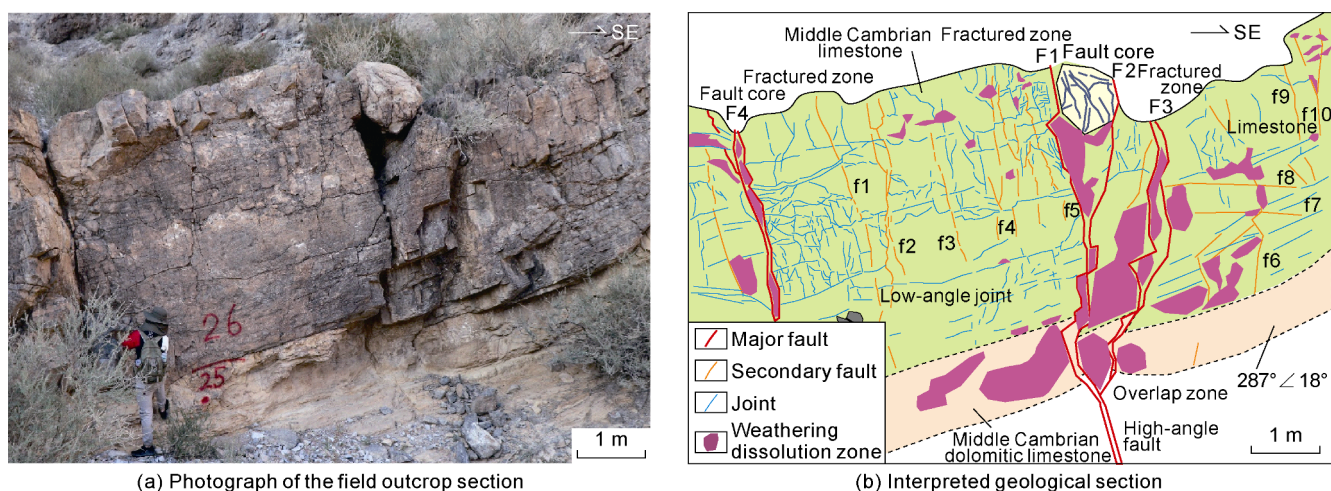 SE
26
25
1 m
(a) Photograph of the field outcrop section
Middle Cambrian
limestone
Fractured zone
Fractured zone
Fault core
F4
F1
Fault core
F2
Fractured
zone
F3
SE
f9
f10
Limestone
f1
f2
f3
f4
f5
f8
f7
f6
Low-angle joint
Major fault
Secondary fault
Joint
Weathering
dissolution zone
Middle Cambrian
dolomitic limestone
Overlap zone
High-angle
fault
287°∠18°
1 m
(b) Interpreted geological section